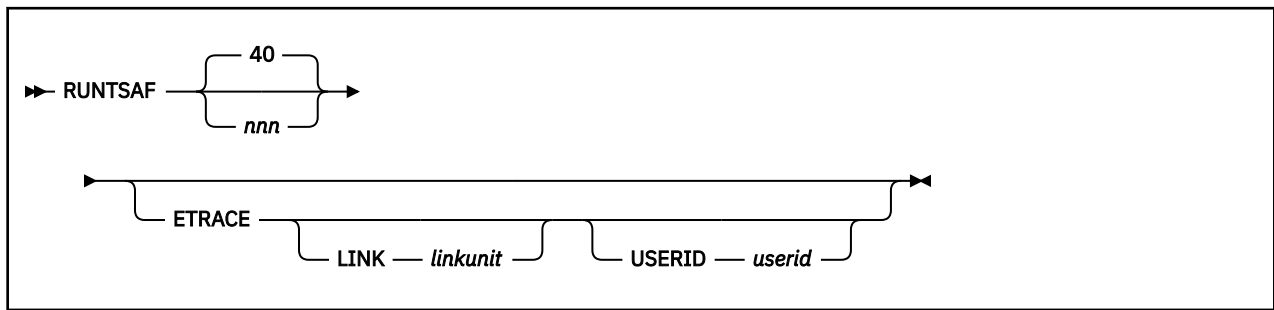 40
RUNTSAF
nnn
ETRACE
LINK linkunit USERID userid